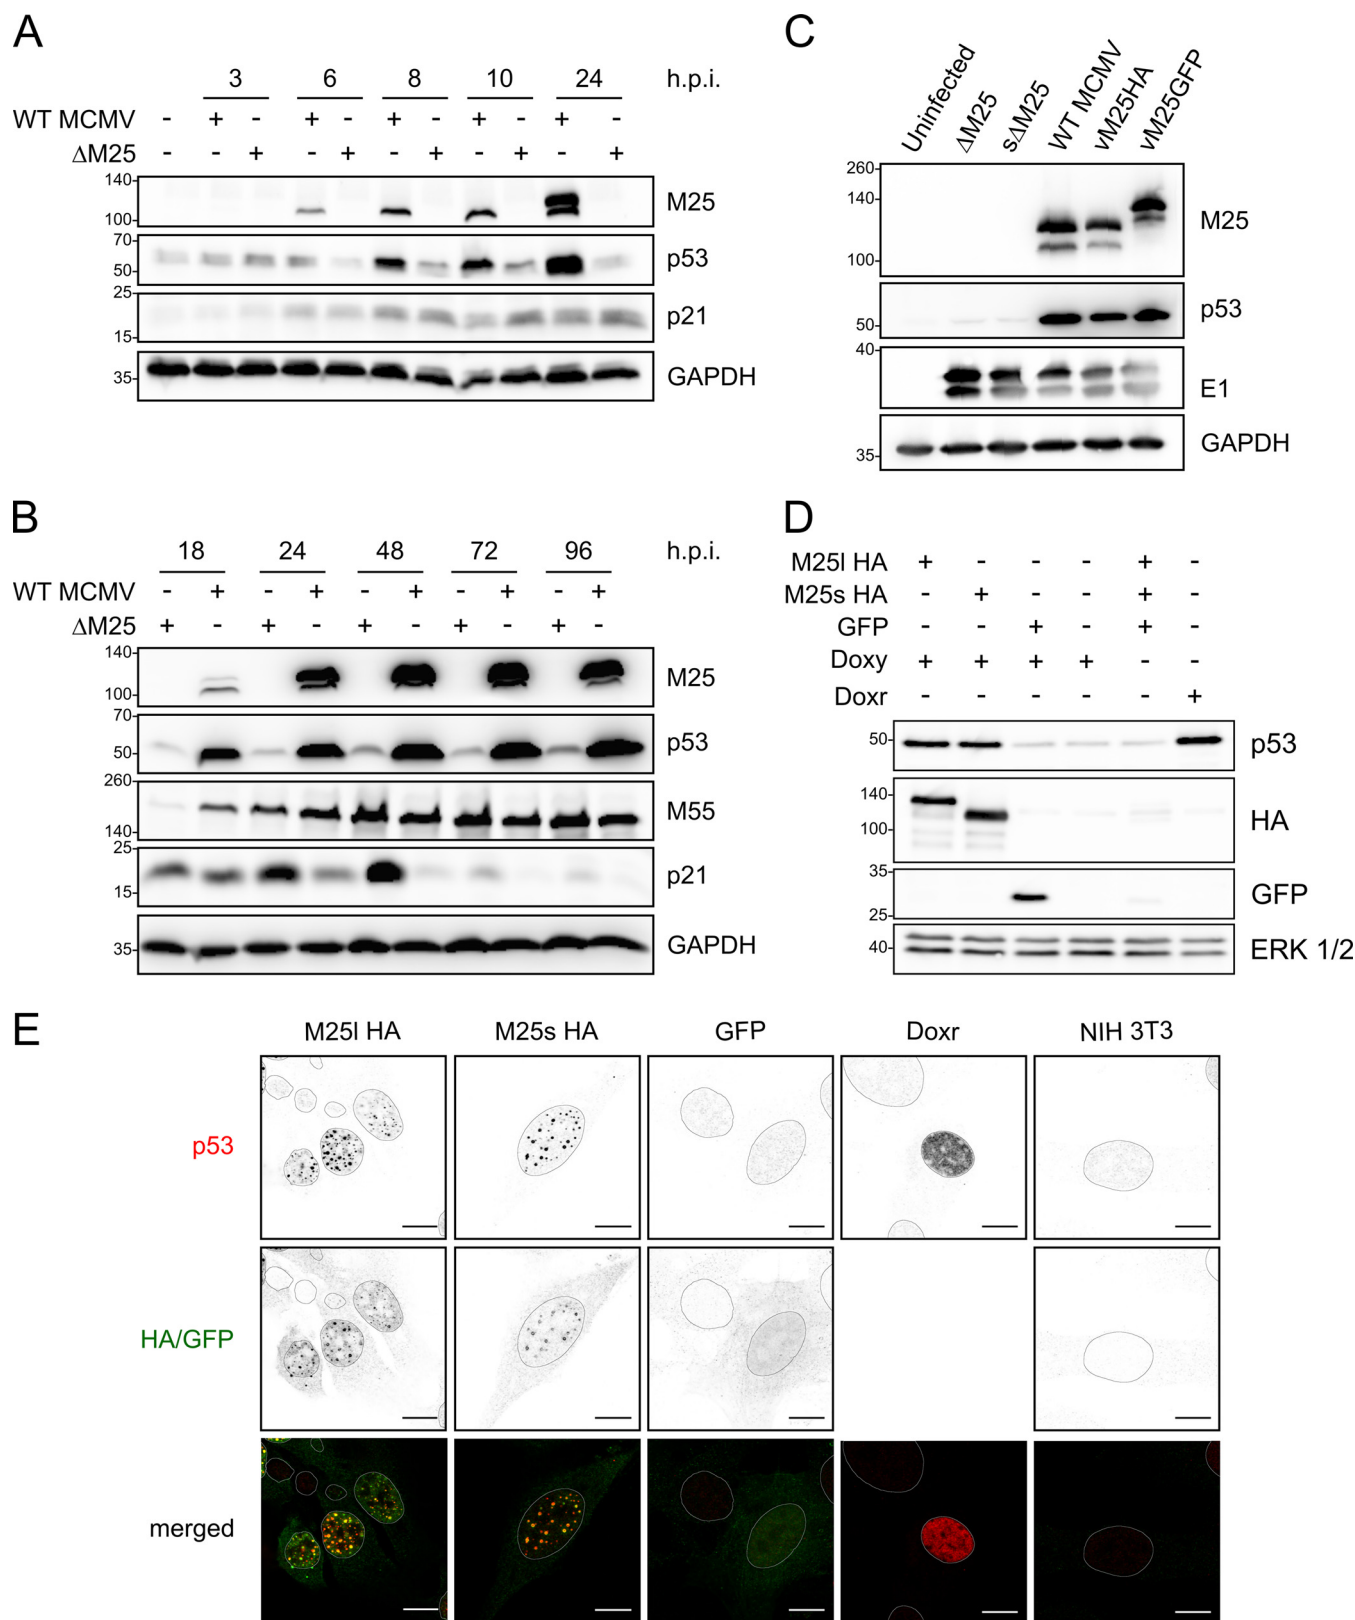 A
3 6 8 10 24 h.p.i.
WT MCMV - + - + - + - + - + -
ΔM25 - - + - + - + - + - +
140
100
M25
70
50
p53
25
15
p21
35
GAPDH
B
18 24 48 72 96 h.p.i.
WT MCMV - + - + - + - + - +
ΔM25 + - + - + - + - + -
140
100
M25
70
50
p53
260
140
M55
25
15
p21
35
GAPDH
C
Uninfected
ΔM25
sΔM25
WT MCMV
vM25HA
vM25GFP
260
140
100
M25
50
p53
40
E1
35
GAPDH
D
M25l HA + - - - + -
M25s HA - + - - + -
GFP - - + - + -
Doxy + + + + - -
Doxr - - - - - +
50
p53
140
100
HA
35
25
GFP
40
ERK 1/2
E
M25l HA M25s HA GFP Doxr NIH 3T3
p53
HA/GFP
merged